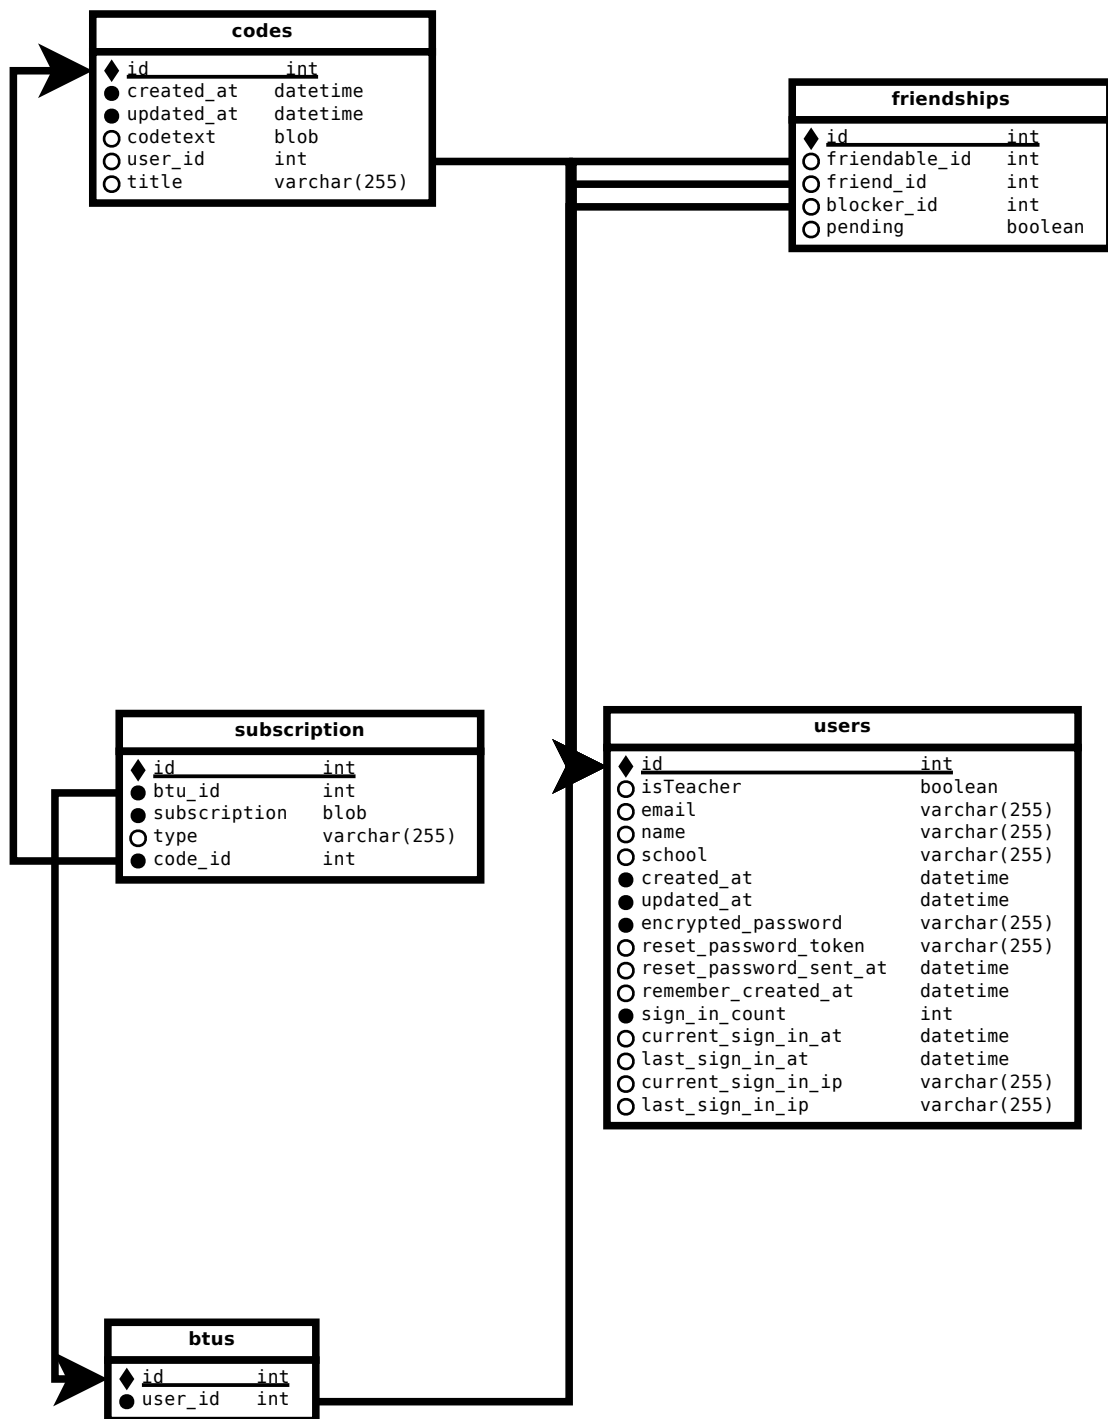 codes
id int
created_at datetime
updated_at datetime
codetext blob
user_id int
title varchar(255)
friendships
id int
friendable_id int
friend_id int
blocker_id int
pending boolean
subscription
id int
btu_id int
subscription blob
type varchar(255)
code_id int
users
id int
isTeacher boolean
email varchar(255)
name varchar(255)
school varchar(255)
created_at datetime
updated_at datetime
encrypted_password varchar(255)
reset_password_token varchar(255)
reset_password_sent_at datetime
remember_created_at datetime
sign_in_count int
current_sign_in_at datetime
last_sign_in_at datetime
current_sign_in_ip varchar(255)
last_sign_in_ip varchar(255)
btus
id int
user_id int